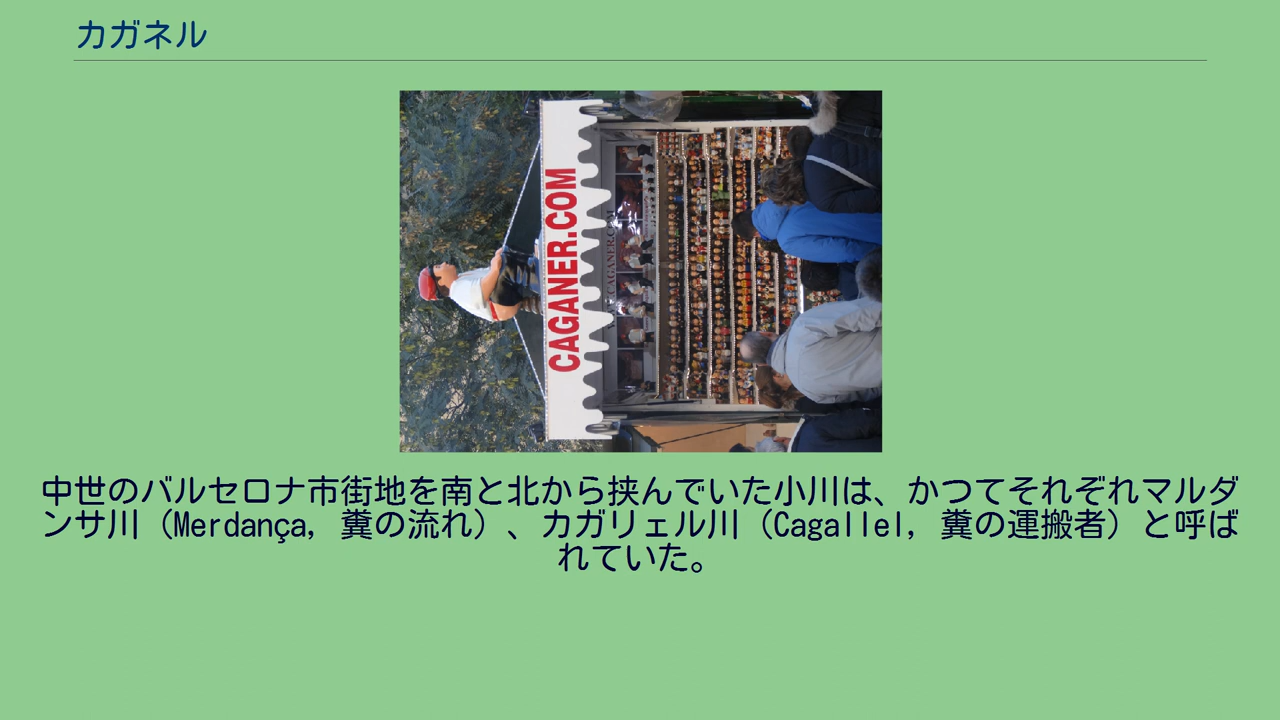 カガネル
CAGANER.COM
WWW.CAGANER.COM
中世のバルセロナ市街地を南と北から挟んでいた小川は、かつてそれぞれマルダ
ンサ川（Merdança, 糞の流れ）、カガリェル川（Cagallel, 糞の運搬者）と呼ば
れていた。